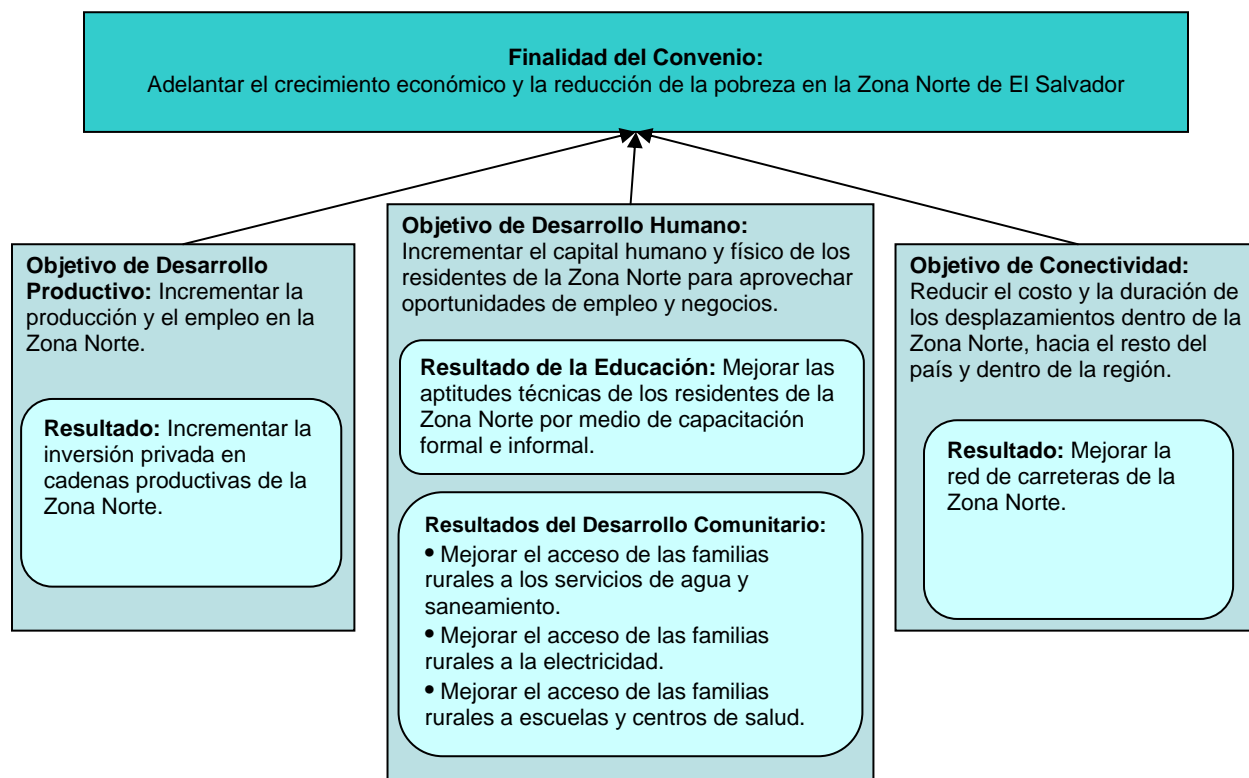 Finalidad del Convenio:
Adelantar el crecimiento económico y la reducción de la pobreza en la Zona Norte de El Salvador
Objetivo de Desarrollo
Productivo: Incrementar la
producción y el empleo en la
Zona Norte.
Resultado: Incrementar la
inversión privada en
cadenas productivas de la
Zona Norte.
Objetivo de Desarrollo Humano:
Incrementar el capital humano y físico de los
residentes de la Zona Norte para aprovechar
oportunidades de empleo y negocios.
Resultado de la Educación: Mejorar las
aptitudes técnicas de los residentes de la
Zona Norte por medio de capacitación
formal e informal.
Resultados del Desarrollo Comunitario:
• Mejorar el acceso de las familias
rurales a los servicios de agua y
saneamiento.
• Mejorar el acceso de las familias
rurales a la electricidad.
• Mejorar el acceso de las familias
rurales a escuelas y centros de salud.
Objetivo de Conectividad:
Reducir el costo y la duración de
los desplazamientos dentro de la
Zona Norte, hacia el resto del
país y dentro de la región.
Resultado: Mejorar la
red de carreteras de la
Zona Norte.